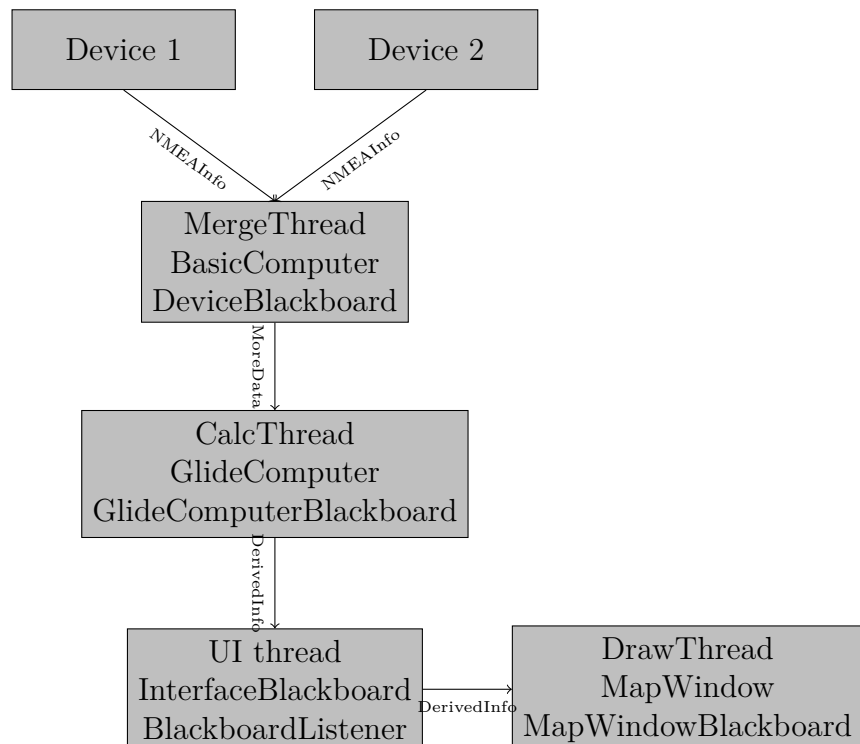 Device 1
Device 2
NMEAInfo
NMEAInfo
MergeThread
BasicComputer
DeviceBlackboard
MoreData
CalcThread
GlideComputer
GlideComputerBlackboard
DerivedInfo
UI thread
InterfaceBlackboard
BlackboardListener
DerivedInfo
DrawThread
MapWindow
MapWindowBlackboard